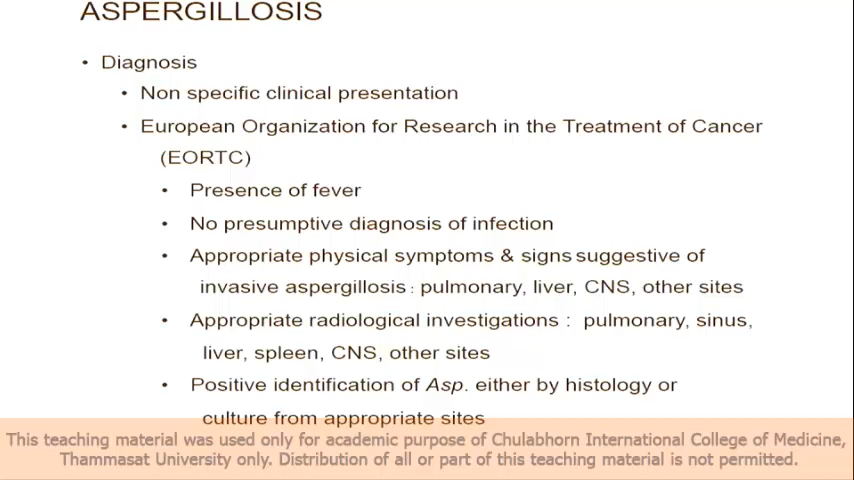 ASPERGILLOSIS
• Diagnosis
• Non specific clinical presentation
• European Organization for Research in the Treatment of Cancer
(EORTC)
• Presence of fever
• No presumptive diagnosis of infection
• Appropriate physical symptoms & signs suggestive of
invasive aspergillosis : pulmonary, liver, CNS, other sites
• Appropriate radiological investigations : pulmonary, sinus,
liver, spleen, CNS, other sites
• Positive identification of Asp. either by histology or
culture from appropriate sites
This teaching material was used only for academic purpose of Chulabhorn International College of Medicine,
Thammasat University only. Distribution of all or part of this teaching material is not permitted.